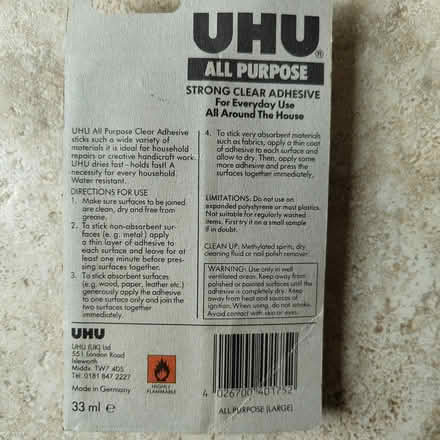 UHU®
ALL PURPOSE
STRONG CLEAR ADHESIVE
For Everyday Use
All Around The House
UHU All Purpose Clear Adhesive
sticks such a wide variety of
materials it is ideal for household
repairs or creative handicraft work.
UHU dries fast - holds fast! A
necessity for every household.
Water resistant.
DIRECTIONS FOR USE
1. Make sure surfaces to be joined
are clean, dry and free from
grease.
2. To stick non-absorbent sur-
faces (e. g. metal) apply
a thin layer of adhesive to
each surface and leave for
at least one minute before pres-
sing surfaces together.
3. To stick absorbent surfaces
(e.g. wood, paper, leather etc.)
generously apply the adhesive
to one surface only and join the
two surfaces together
immediately.
4. To stick very absorbent materials
such as fabrics, apply a thin coat
of adhesive to each surface and
allow to dry. Then, apply some
more adhesive and press the
surfaces together immediately.
LIMITATIONS: Do not use on
expanded polystyrene or most plastics.
Not suitable for regularly washed
items. First try it on a small sample
if in doubt.
CLEAN UP: Methylated spirits, dry
cleaning fluid or nail polish remover.
WARNING: Use only in well
ventilated areas. Keep away from
polished or painted surfaces until the
adhesive is completely dry. Keep
away from heat and sources of
ignition. When using, do not smoke.
Avoid contact with skin or eyes.
UHU
UHU (UK) Ltd
551 London Road
Isleworth
Middx. TW7 4DS
Tel: 0181 847 2227
Made in Germany
33 ml ℮
HIGHLY
FLAMMABLE
4 026700 401752
ALL PURPOSE (LARGE)